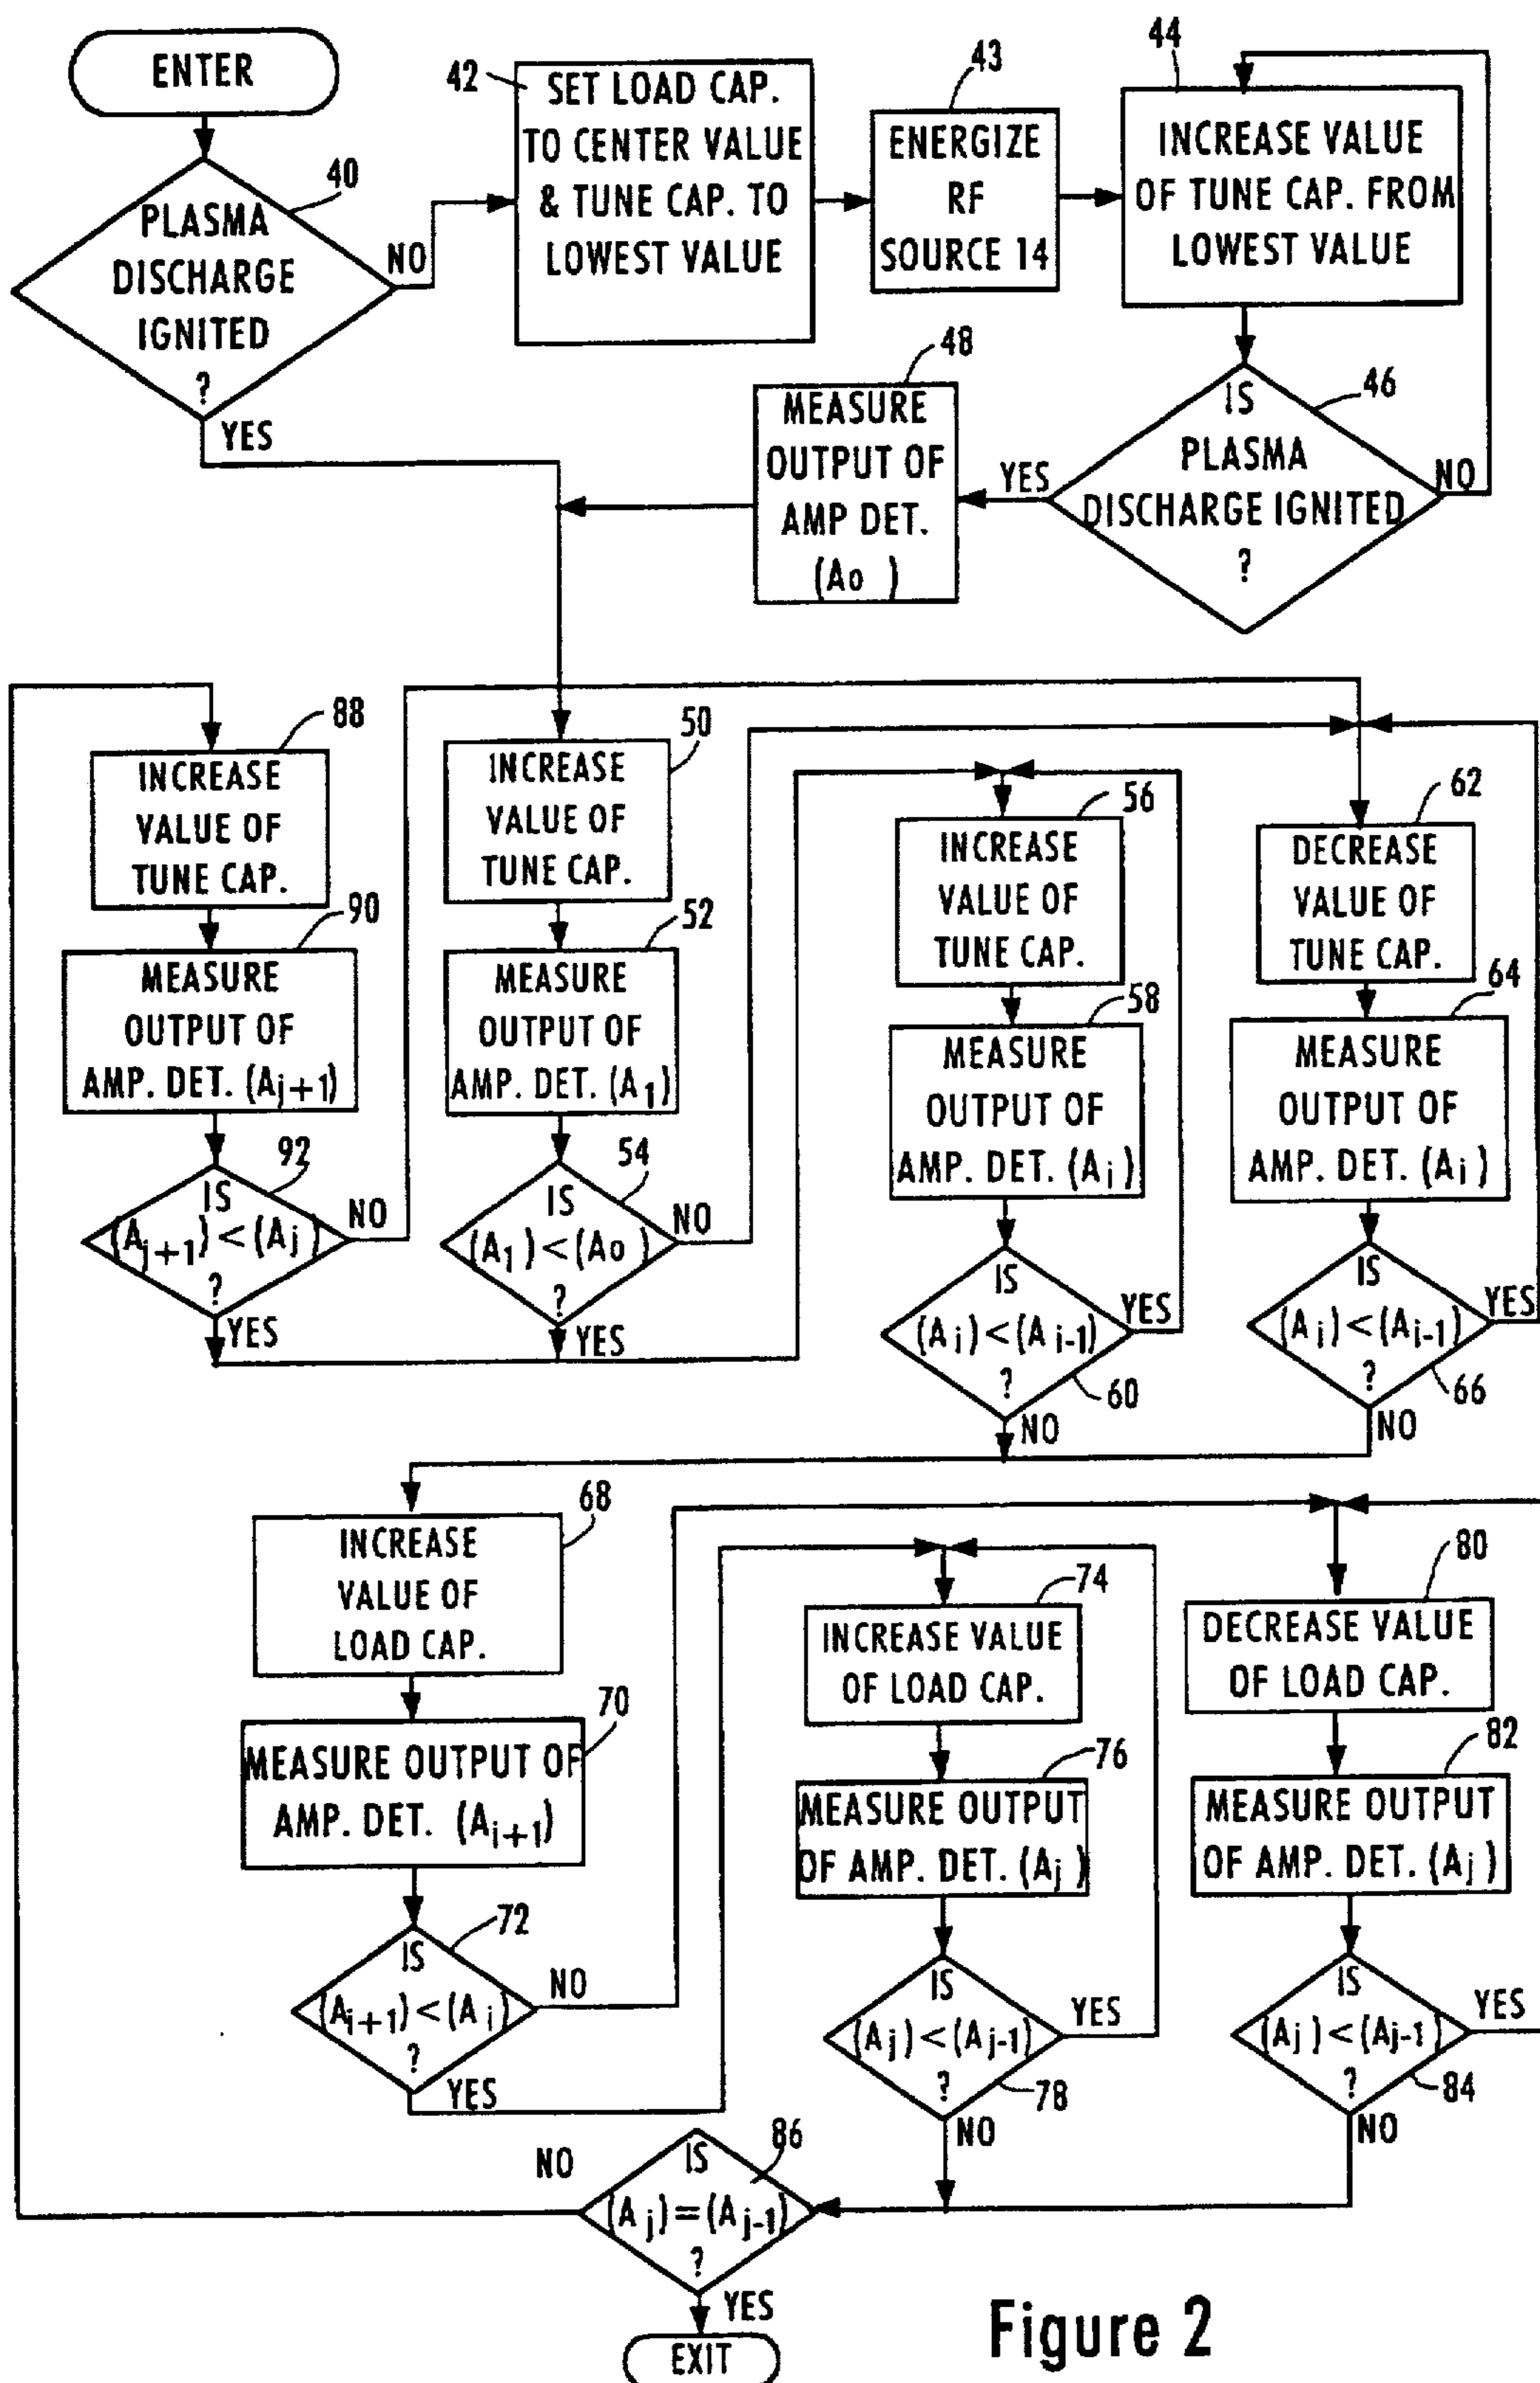 ENTER
40
PLASMA
DISCHARGE
IGNITED
?
NO
YES
42
SET LOAD CAP.
TO CENTER VALUE
& TUNE CAP. TO
LOWEST VALUE
43
ENERGIZE
RF
SOURCE 14
44
INCREASE VALUE
OF TUNE CAP. FROM
LOWEST VALUE
46
IS
PLASMA
DISCHARGE IGNITED
?
NO
YES
48
MEASURE
OUTPUT OF
AMP DET.
(A0 )
88
INCREASE
VALUE OF
TUNE CAP.
90
MEASURE
OUTPUT OF
AMP. DET. (Aj+1)
92
IS
(Aj+1) < (Aj )
?
NO
YES
50
INCREASE
VALUE OF
TUNE CAP.
52
MEASURE
OUTPUT OF
AMP. DET. (A1)
54
IS
(A1) < (A0 )
?
NO
YES
56
INCREASE
VALUE OF
TUNE CAP.
58
MEASURE
OUTPUT OF
AMP. DET. (Ai)
60
IS
(Ai) < (Ai-1)
?
YES
NO
62
DECREASE
VALUE OF
TUNE CAP.
64
MEASURE
OUTPUT OF
AMP. DET. (Ai)
66
IS
(Ai) < (Ai-1)
?
YES
NO
68
INCREASE
VALUE OF
LOAD CAP.
70
MEASURE OUTPUT OF
AMP. DET. (Ai+1)
72
IS
(Ai+1) < (Ai)
?
NO
YES
74
INCREASE VALUE
OF LOAD CAP.
76
MEASURE OUTPUT
OF AMP. DET. (Aj )
78
IS
(Aj) < (Aj-1)
?
YES
NO
80
DECREASE VALUE
OF LOAD CAP.
82
MEASURE OUTPUT
OF AMP. DET. (Aj )
84
IS
(Aj ) < (Aj-1 )
?
YES
NO
86
IS
(Aj) = (Aj-1)
?
NO
YES
EXIT
Figure 2